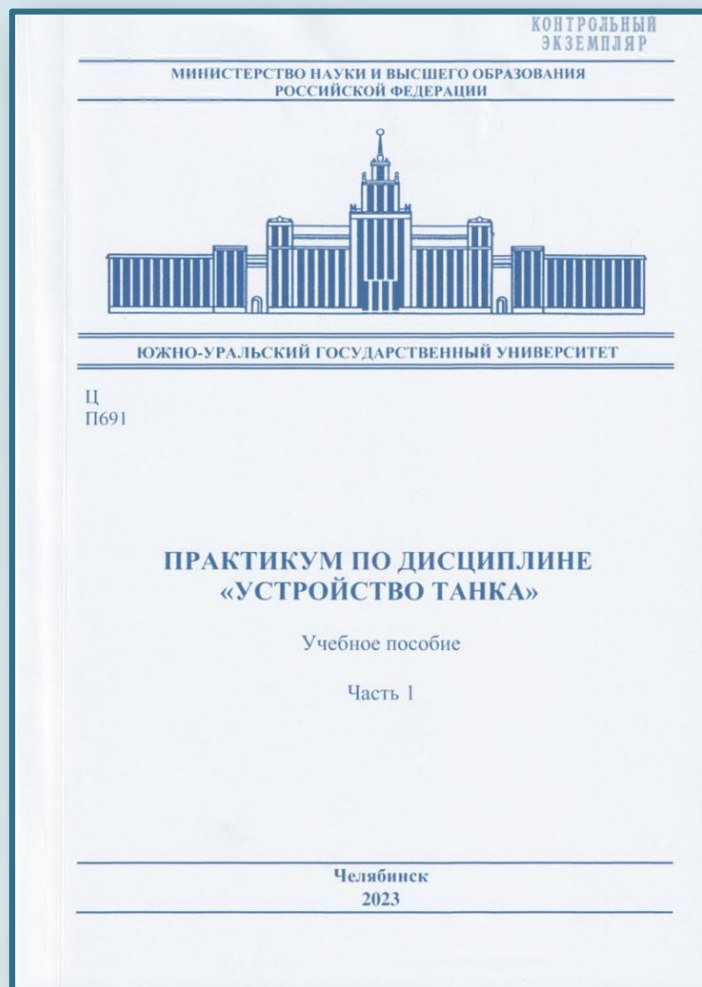 КОНТРОЛЬНЫЙ
ЭКЗЕМПЛЯР
МИНИСТЕРСТВО НАУКИ И ВЫСШЕГО ОБРАЗОВАНИЯ
РОССИЙСКОЙ ФЕДЕРАЦИИ
ЮЖНО-УРАЛЬСКИЙ ГОСУДАРСТВЕННЫЙ УНИВЕРСИТЕТ
Ц
П691
ПРАКТИКУМ ПО ДИСЦИПЛИНЕ
«УСТРОЙСТВО ТАНКА»
Учебное пособие
Часть 1
Челябинск
2023